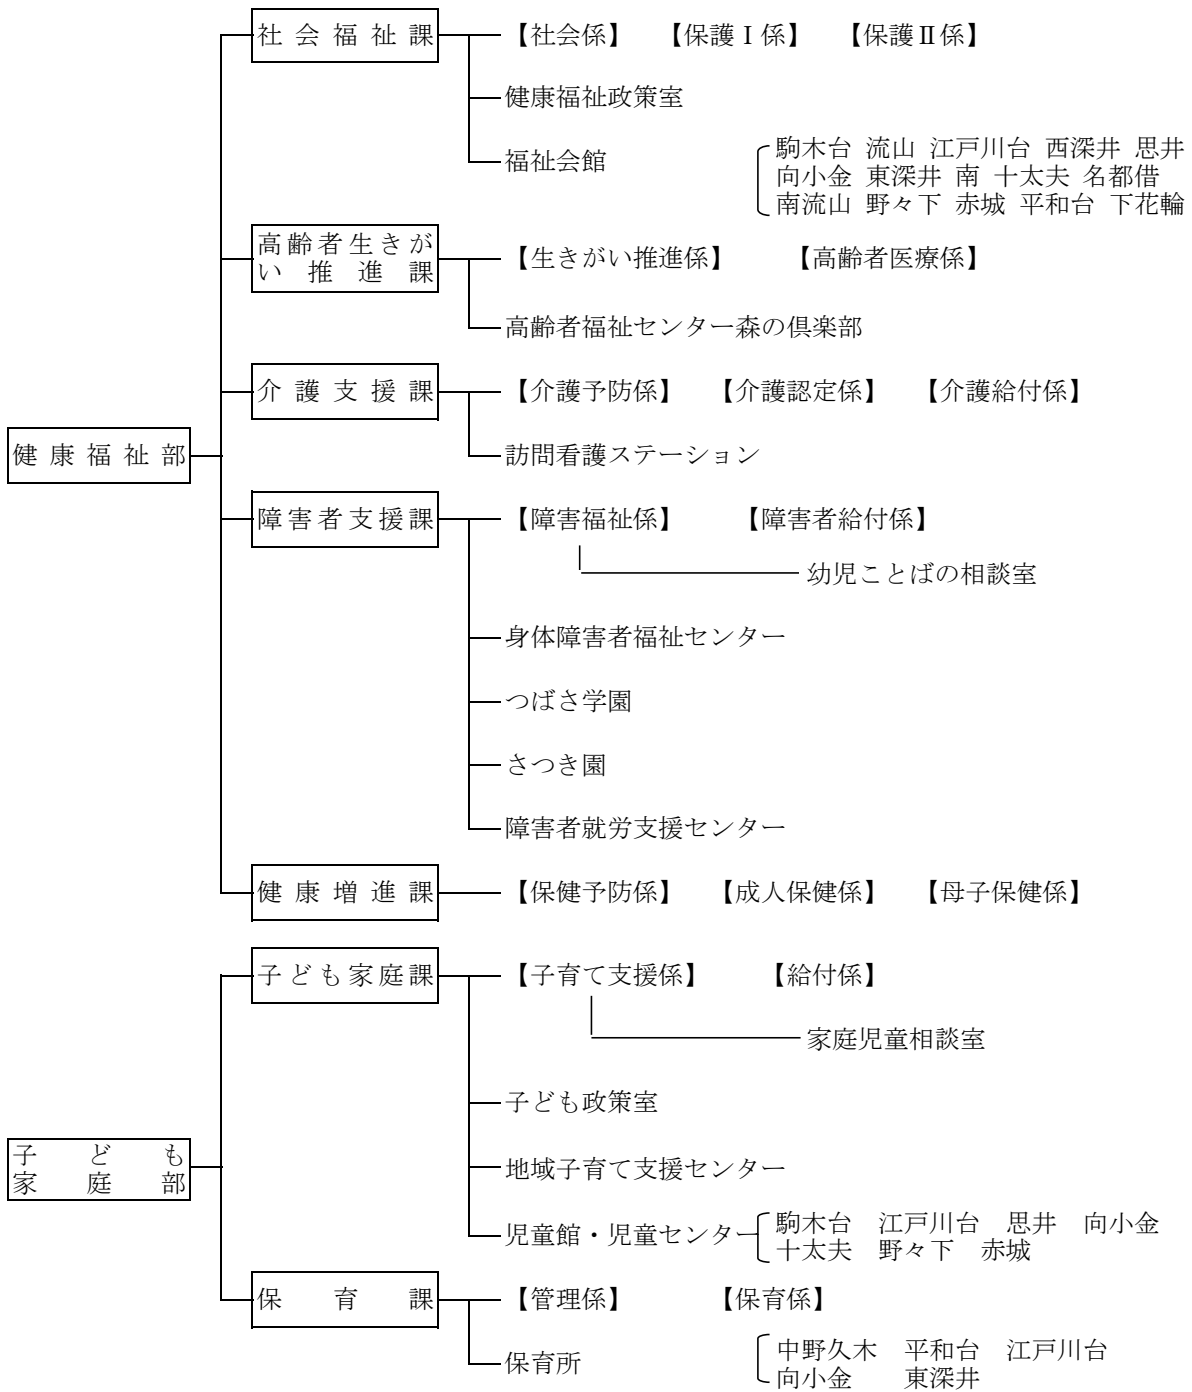 社会福祉課 【社会係】 【保護Ⅰ係】 【保護Ⅱ係】
健康福祉政策室
福祉会館 駒木台 流山 江戸川台 西深井 思井
向小金 東深井 南 十太夫 名都借
南流山 野々下 赤城 平和台 下花輪
高齢者生きが
い推進課 【生きがい推進係】 【高齢者医療係】
高齢者福祉センター森の倶楽部
介護支援課 【介護予防係】 【介護認定係】 【介護給付係】
健康福祉部
訪問看護ステーション
障害者支援課 【障害福祉係】 【障害者給付係】
幼児ことばの相談室
身体障害者福祉センター
つばさ学園
さつき園
障害者就労支援センター
健康増進課 【保健予防係】 【成人保健係】 【母子保健係】
子ども家庭課 【子育て支援係】 【給付係】
家庭児童相談室
子ども政策室
子ども
家庭部
地域子育て支援センター
児童館・児童センター 駒木台 江戸川台 思井 向小金
十太夫 野々下 赤城
保育課 【管理係】 【保育係】
保育所 中野久木 平和台 江戸川台
向小金 東深井